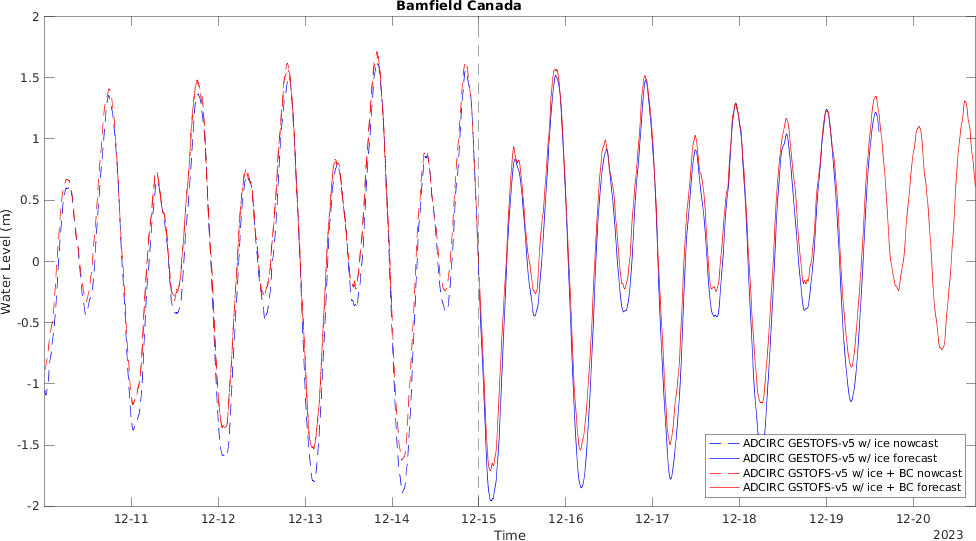 Bamfield Canada
2
1.5
1
0.5
0
-0.5
-1
-1.5
-2
Water Level (m)
ADCIRC GESTOFS-v5 w/ ice nowcast
ADCIRC GESTOFS-v5 w/ ice forecast
ADCIRC GSTOFS-v5 w/ ice + BC nowcast
ADCIRC GSTOFS-v5 w/ ice + BC forecast
12-11 12-12 12-13 12-14 12-15 12-16 12-17 12-18 12-19 12-20
Time
2023